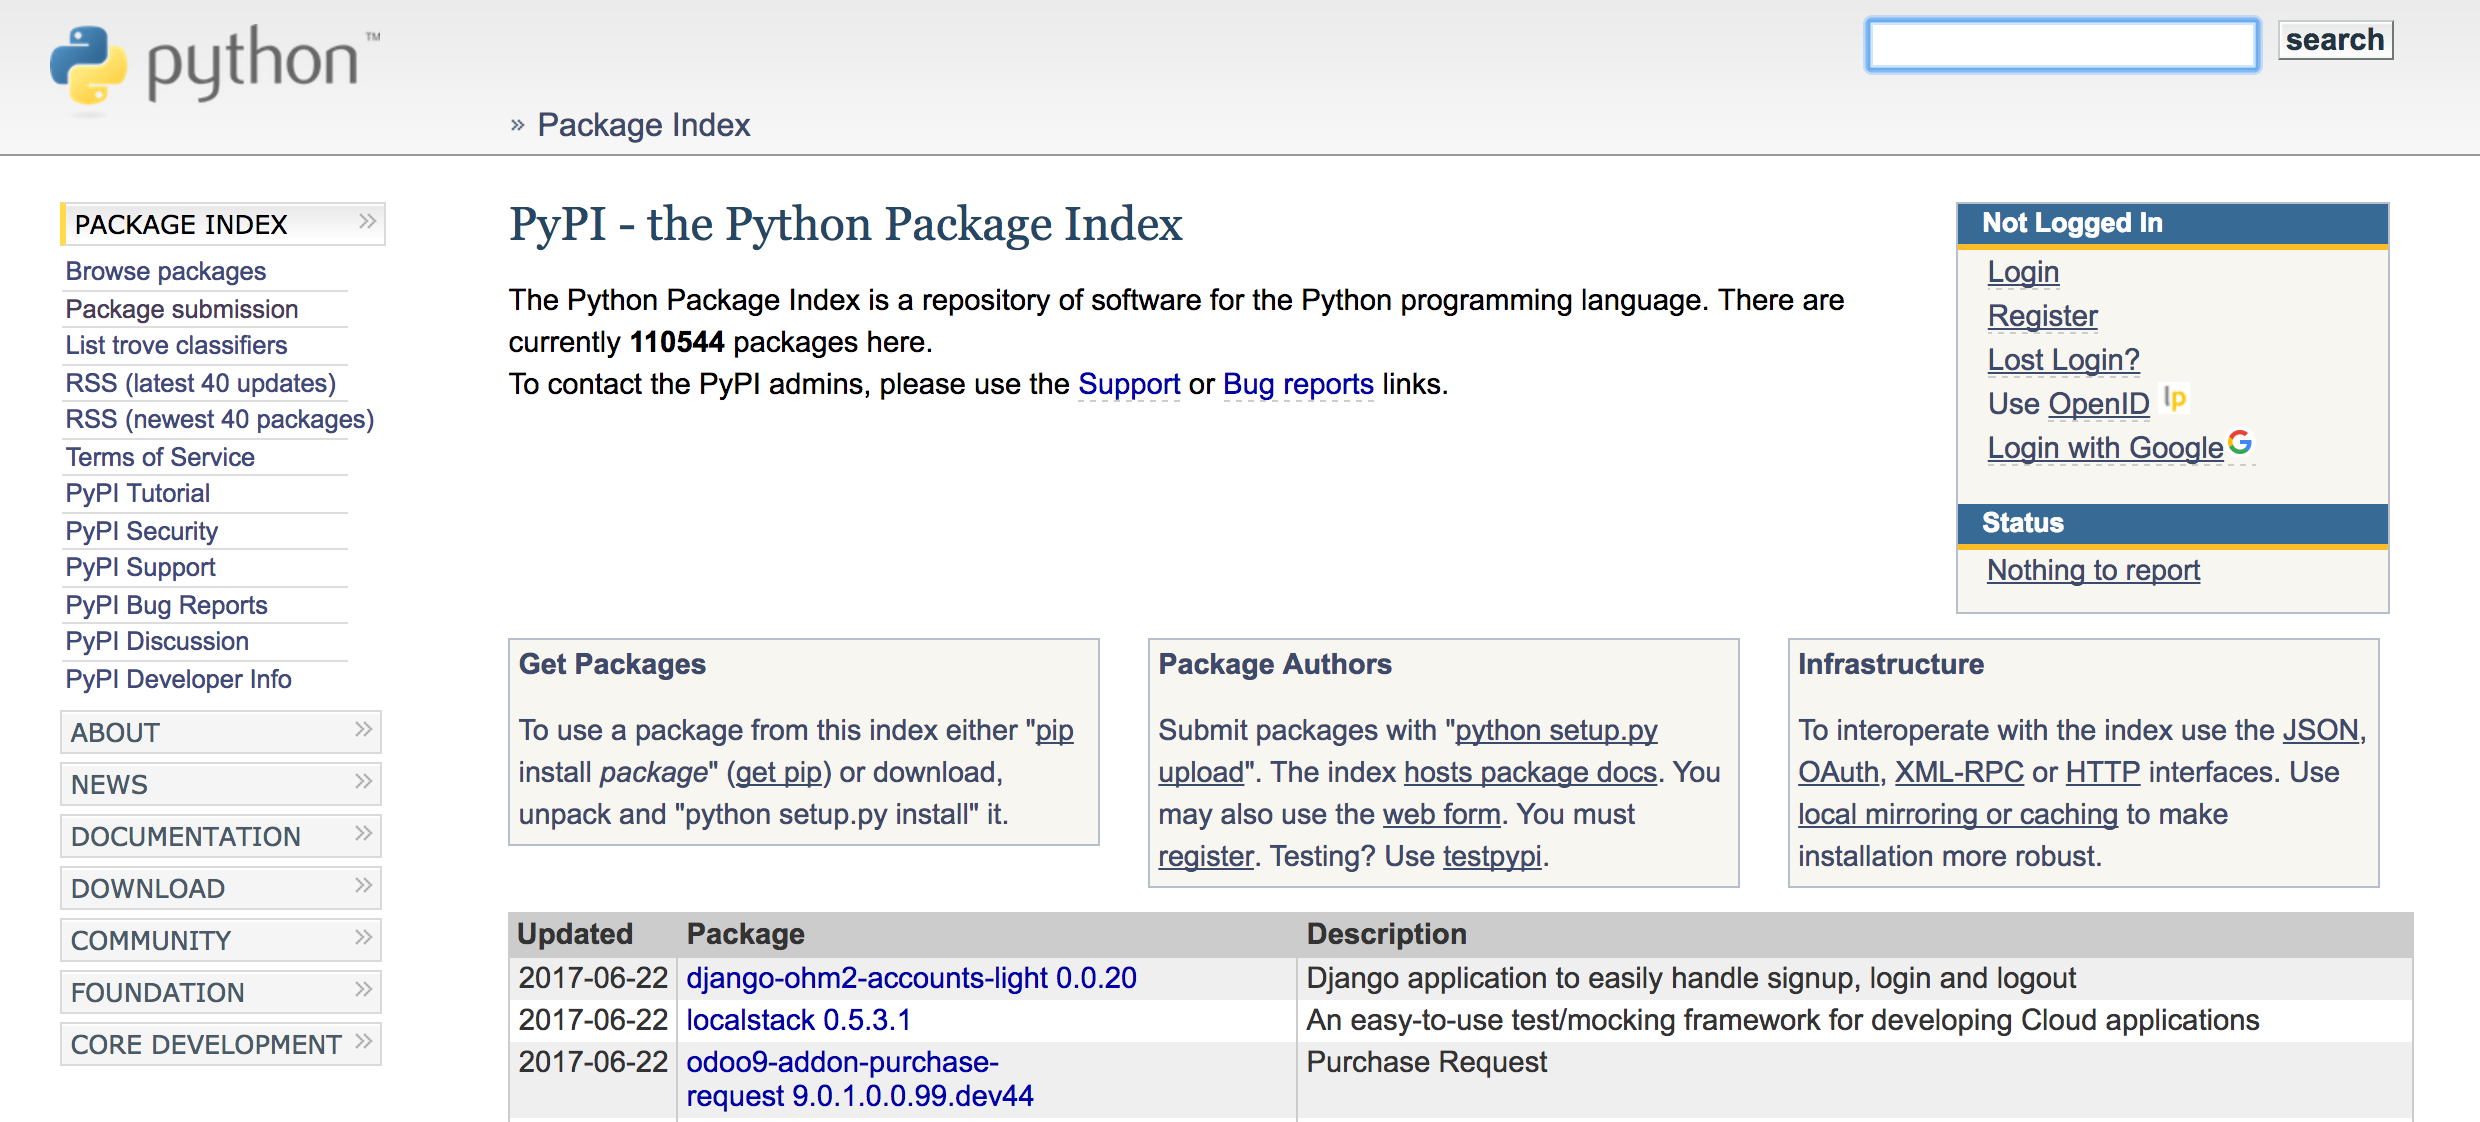 python™
search
» Package Index
PACKAGE INDEX »
Browse packages
Package submission
List trove classifiers
RSS (latest 40 updates)
RSS (newest 40 packages)
Terms of Service
PyPI Tutorial
PyPI Security
PyPI Support
PyPI Bug Reports
PyPI Discussion
PyPI Developer Info
ABOUT »
NEWS »
DOCUMENTATION »
DOWNLOAD »
COMMUNITY »
FOUNDATION »
CORE DEVELOPMENT »
PyPI - the Python Package Index
The Python Package Index is a repository of software for the Python programming language. There are
currently 110544 packages here.
To contact the PyPI admins, please use the Support or Bug reports links.
Not Logged In
Login
Register
Lost Login?
Use OpenID lp
Login with Google G
Status
Nothing to report
Get Packages
To use a package from this index either "pip
install package" (get pip) or download,
unpack and "python setup.py install" it.
Package Authors
Submit packages with "python setup.py
upload". The index hosts package docs. You
may also use the web form. You must
register. Testing? Use testpypi.
Infrastructure
To interoperate with the index use the JSON,
OAuth, XML-RPC or HTTP interfaces. Use
local mirroring or caching to make
installation more robust.
Updated Package Description
2017-06-22 django-ohm2-accounts-light 0.0.20 Django application to easily handle signup, login and logout
2017-06-22 localstack 0.5.3.1 An easy-to-use test/mocking framework for developing Cloud applications
2017-06-22 odoo9-addon-purchase- Purchase Request
request 9.0.1.0.0.99.dev44